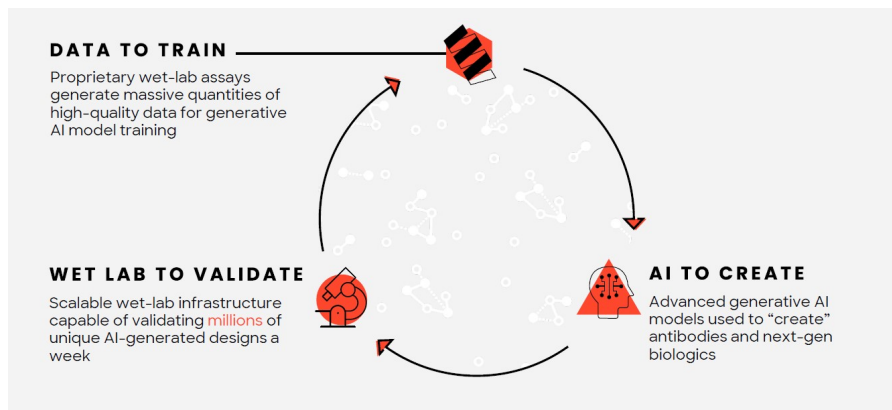 DATA TO TRAIN
Proprietary wet-lab assays
generate massive quantities of
high-quality data for generative
AI model training
WET LAB TO VALIDATE
Scalable wet-lab infrastructure
capable of validating millions of
unique AI-generated designs a
week
AI TO CREATE
Advanced generative AI
models used to “create”
antibodies and next-gen
biologics